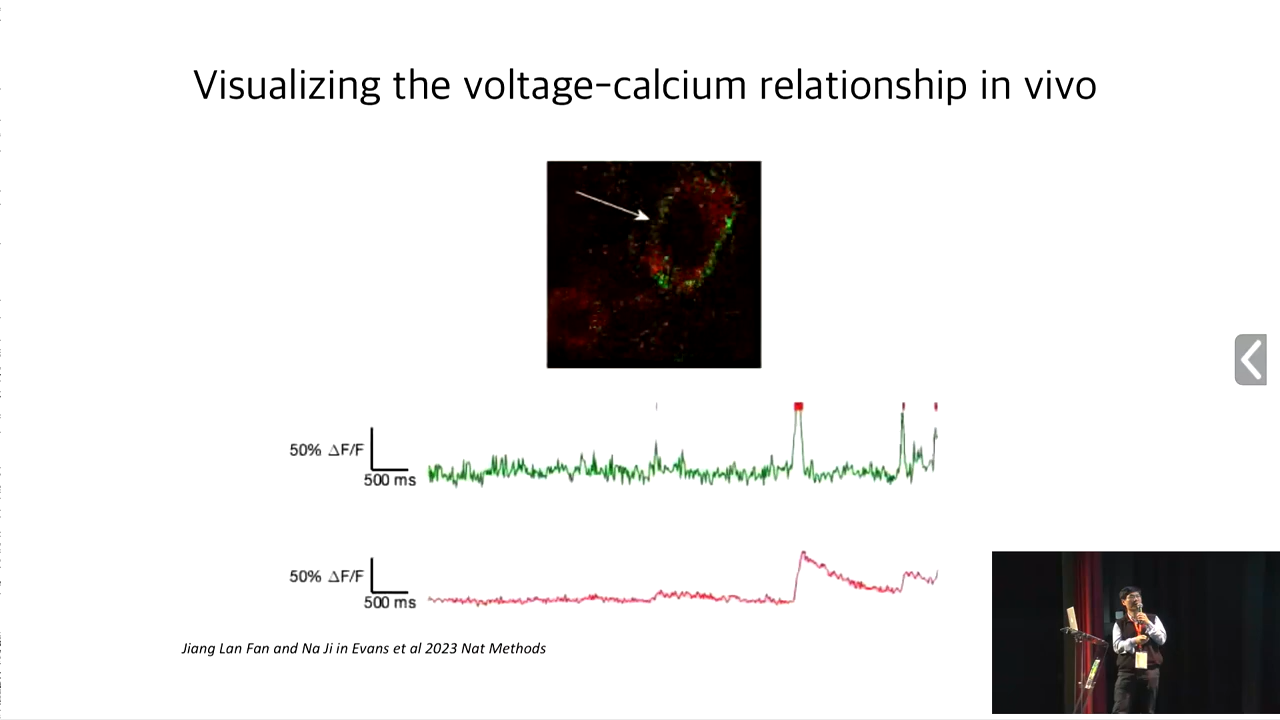 Visualizing the voltage-calcium relationship in vivo
50% ΔF/F
500 ms
50% ΔF/F
500 ms
Jiang Lan Fan and Na Ji in Evans et al 2023 Nat Methods